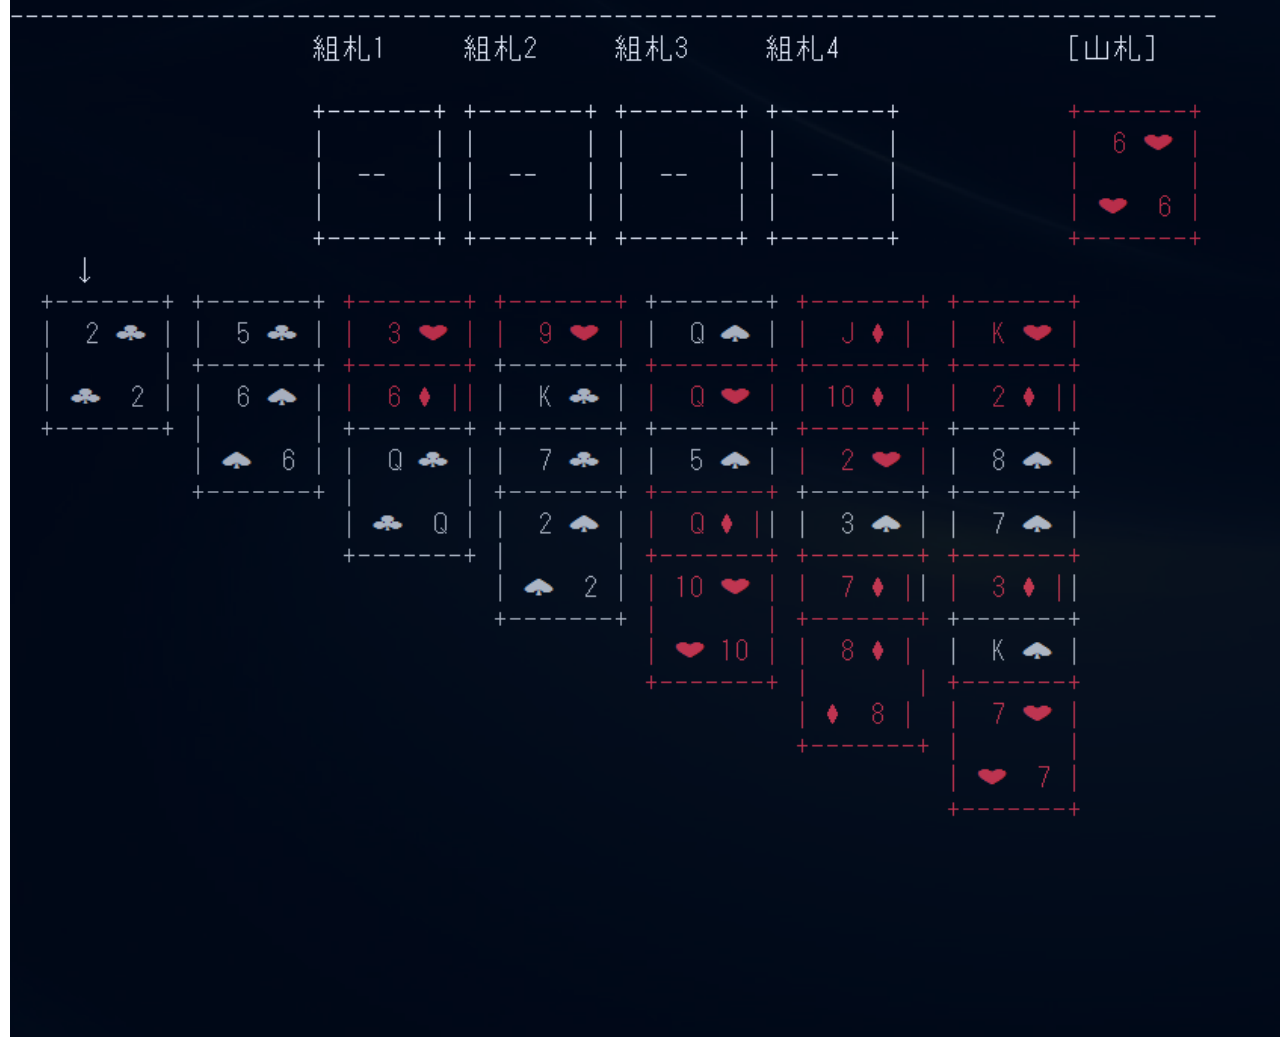 組札1 組札2 組札3 組札4 [山札]
-- -- -- -- 6 ♥
♥ 6
↓
2 ♣ 5 ♣ 3 ♥ 9 ♥ Q ♠ J ♦ K ♥
♣ 2 6 ♠ 6 ♦ K ♣ Q ♥ 10 ♦ 2 ♦
♠ 6 Q ♣ 7 ♣ 5 ♠ 2 ♥ 8 ♠
♣ Q 2 ♠ Q ♦ 3 ♠ 7 ♠
♠ 2 10 ♥ 7 ♦ 3 ♦
♥ 10 8 ♦ K ♠
♦ 8 7 ♥
♥ 7